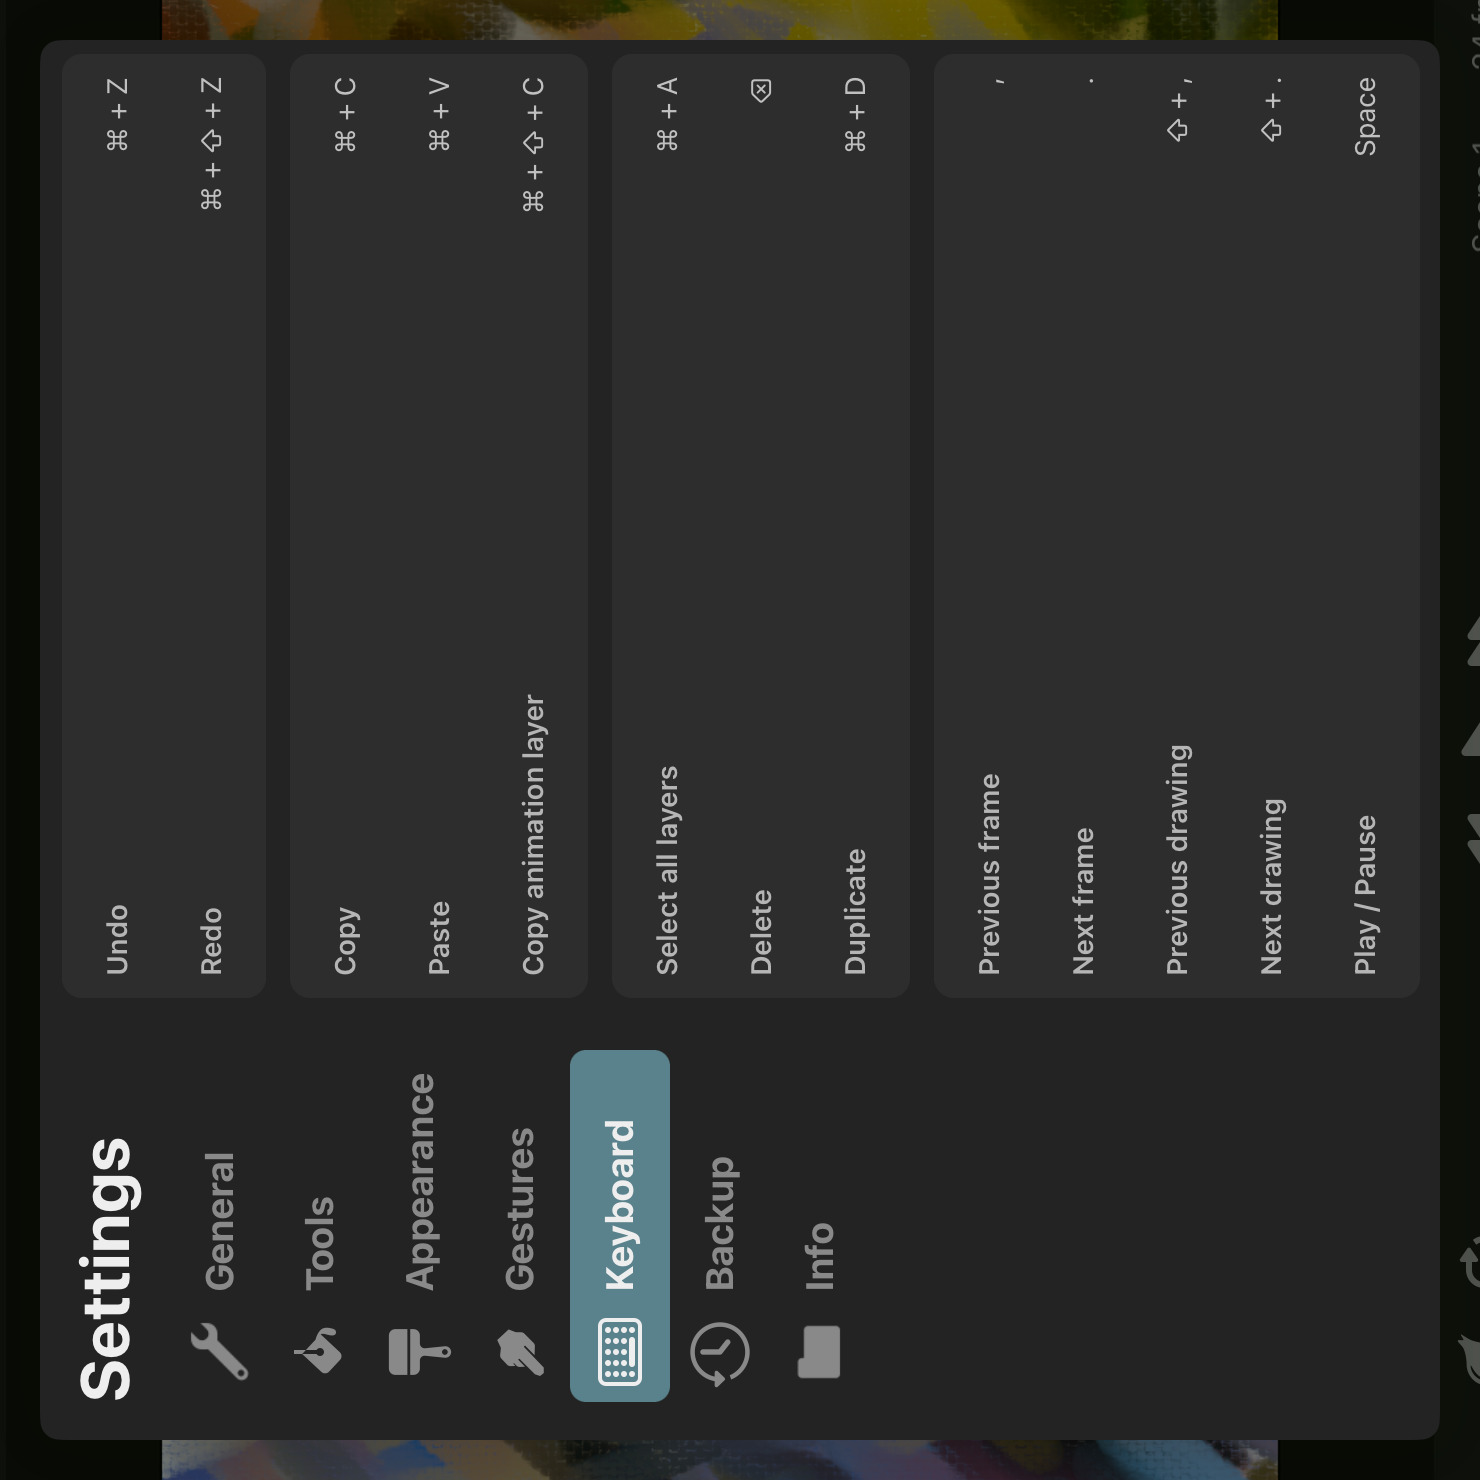 Settings
General
Tools
Appearance
Gestures
Keyboard
Backup
Info
Undo ⌘ + Z
Redo ⌘ + ⇧ + Z
Copy ⌘ + C
Paste ⌘ + V
Copy animation layer ⌘ + ⇧ + C
Select all layers ⌘ + A
Delete ⌫
Duplicate ⌘ + D
Previous frame ,
Next frame .
Previous drawing ⇧ + ,
Next drawing ⇧ + .
Play / Pause Space